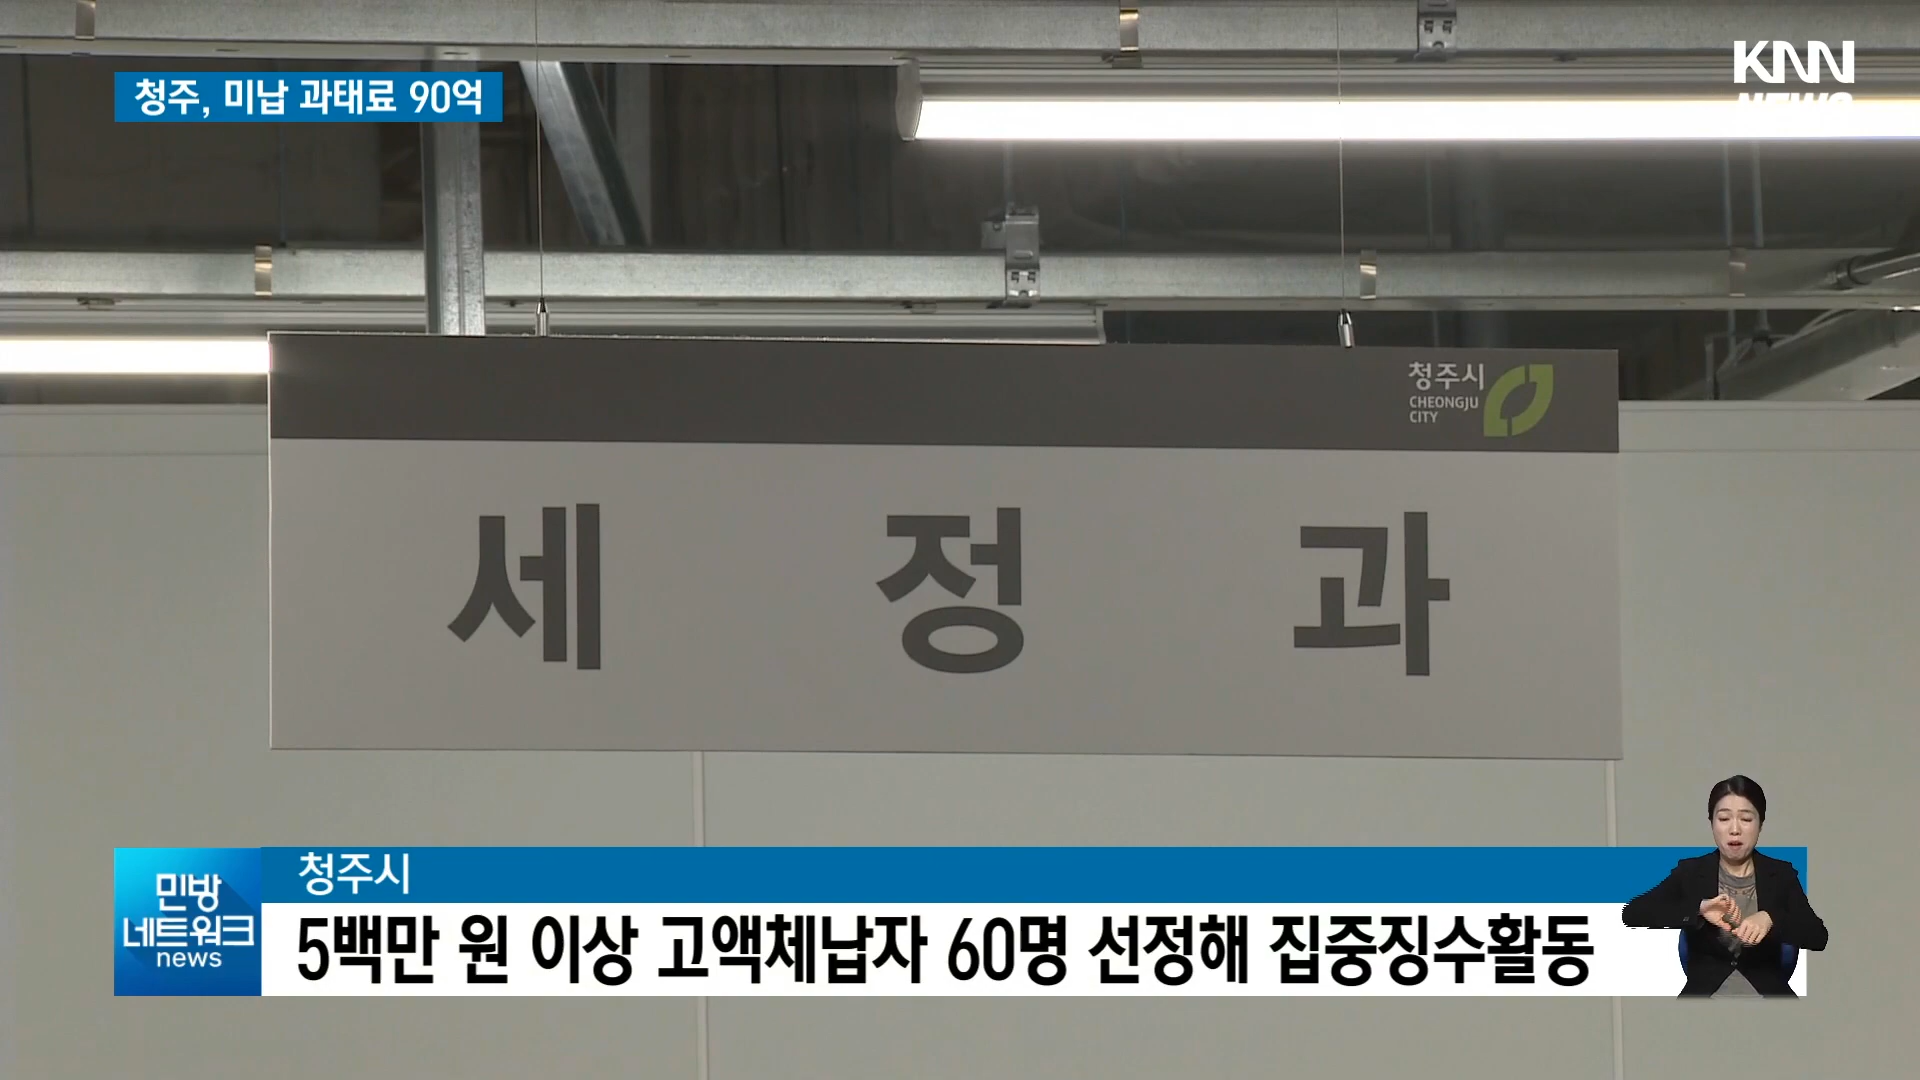 청주, 미납 과태료 90억
KNN
NEWS
청주시
CHEONGJU
CITY
세 정 과
민방
네트워크
news
청주시
5백만 원 이상 고액체납자 60명 선정해 집중징수활동